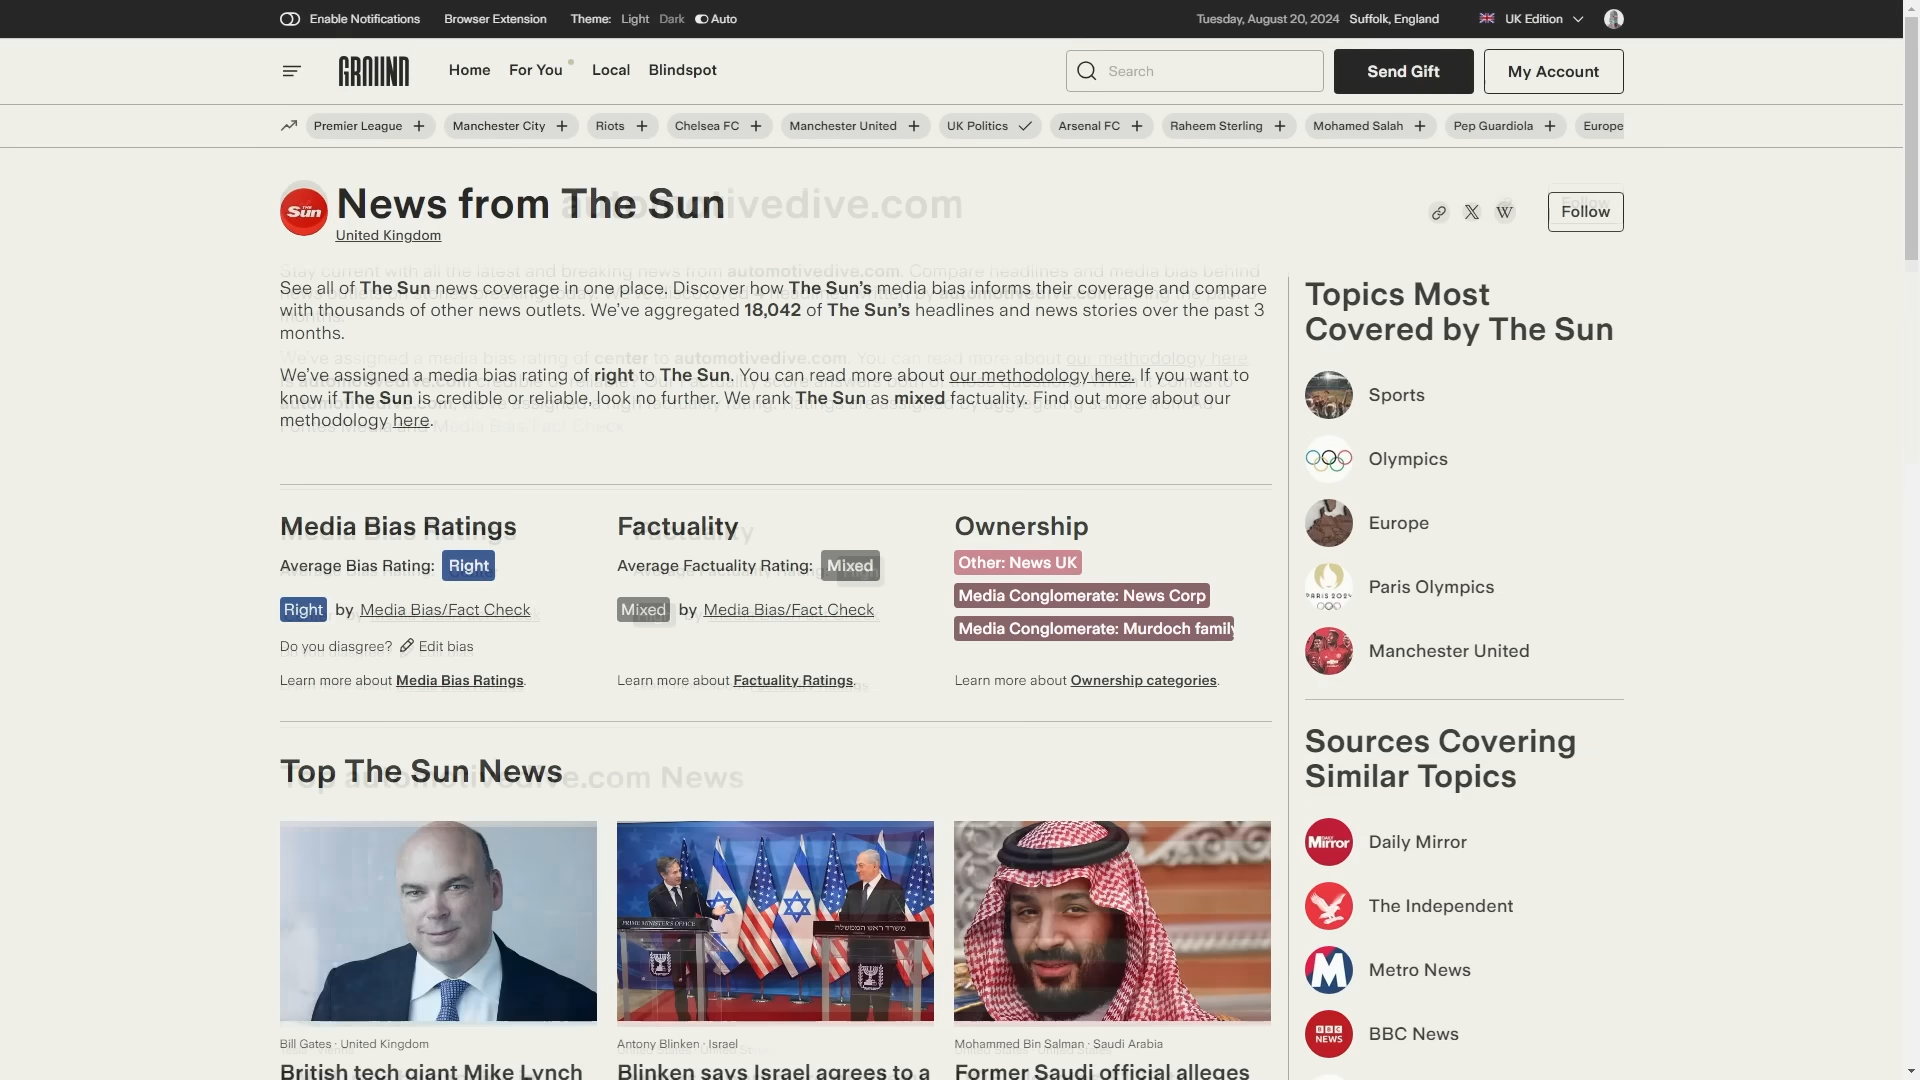 Enable Notifications Browser Extension Theme: Light Dark Auto Tuesday, August 20, 2024 Suffolk, England UK Edition
GROUND Home For You Local Blindspot Search Send Gift My Account
Premier League Manchester City Riots Chelsea FC Manchester United UK Politics Arsenal FC Raheem Sterling Mohamed Salah Pep Guardiola Europe
THE Sun
News from The Sun
United Kingdom
Follow
See all of The Sun news coverage in one place. Discover how The Sun’s media bias informs their coverage and compare
with thousands of other news outlets. We’ve aggregated 18,042 of The Sun’s headlines and news stories over the past 3
months.
We’ve assigned a media bias rating of right to The Sun. You can read more about our methodology here. If you want to
know if The Sun is credible or reliable, look no further. We rank The Sun as mixed factuality. Find out more about our
methodology here.
Media Bias Ratings
Average Bias Rating: Right
Right by Media Bias/Fact Check
Do you diasgree? Edit bias
Learn more about Media Bias Ratings.
Factuality
Average Factuality Rating: Mixed
Mixed by Media Bias/Fact Check
Learn more about Factuality Ratings.
Ownership
Other: News UK
Media Conglomerate: News Corp
Media Conglomerate: Murdoch family
Learn more about Ownership categories.
Top The Sun News
PRIME MINISTER'S OFFICE
משרד ראש הממשלה
Bill Gates · United Kingdom
British tech giant Mike Lynch
Antony Blinken · Israel
Blinken says Israel agrees to a
Mohammed Bin Salman · Saudi Arabia
Former Saudi official alleges
Topics Most
Covered by The Sun
Sports
Olympics
Europe
PARIS 2024
Paris Olympics
Manchester United
Sources Covering
Similar Topics
Daily Mirror
The Independent
Metro News
BBC NEWS
BBC News